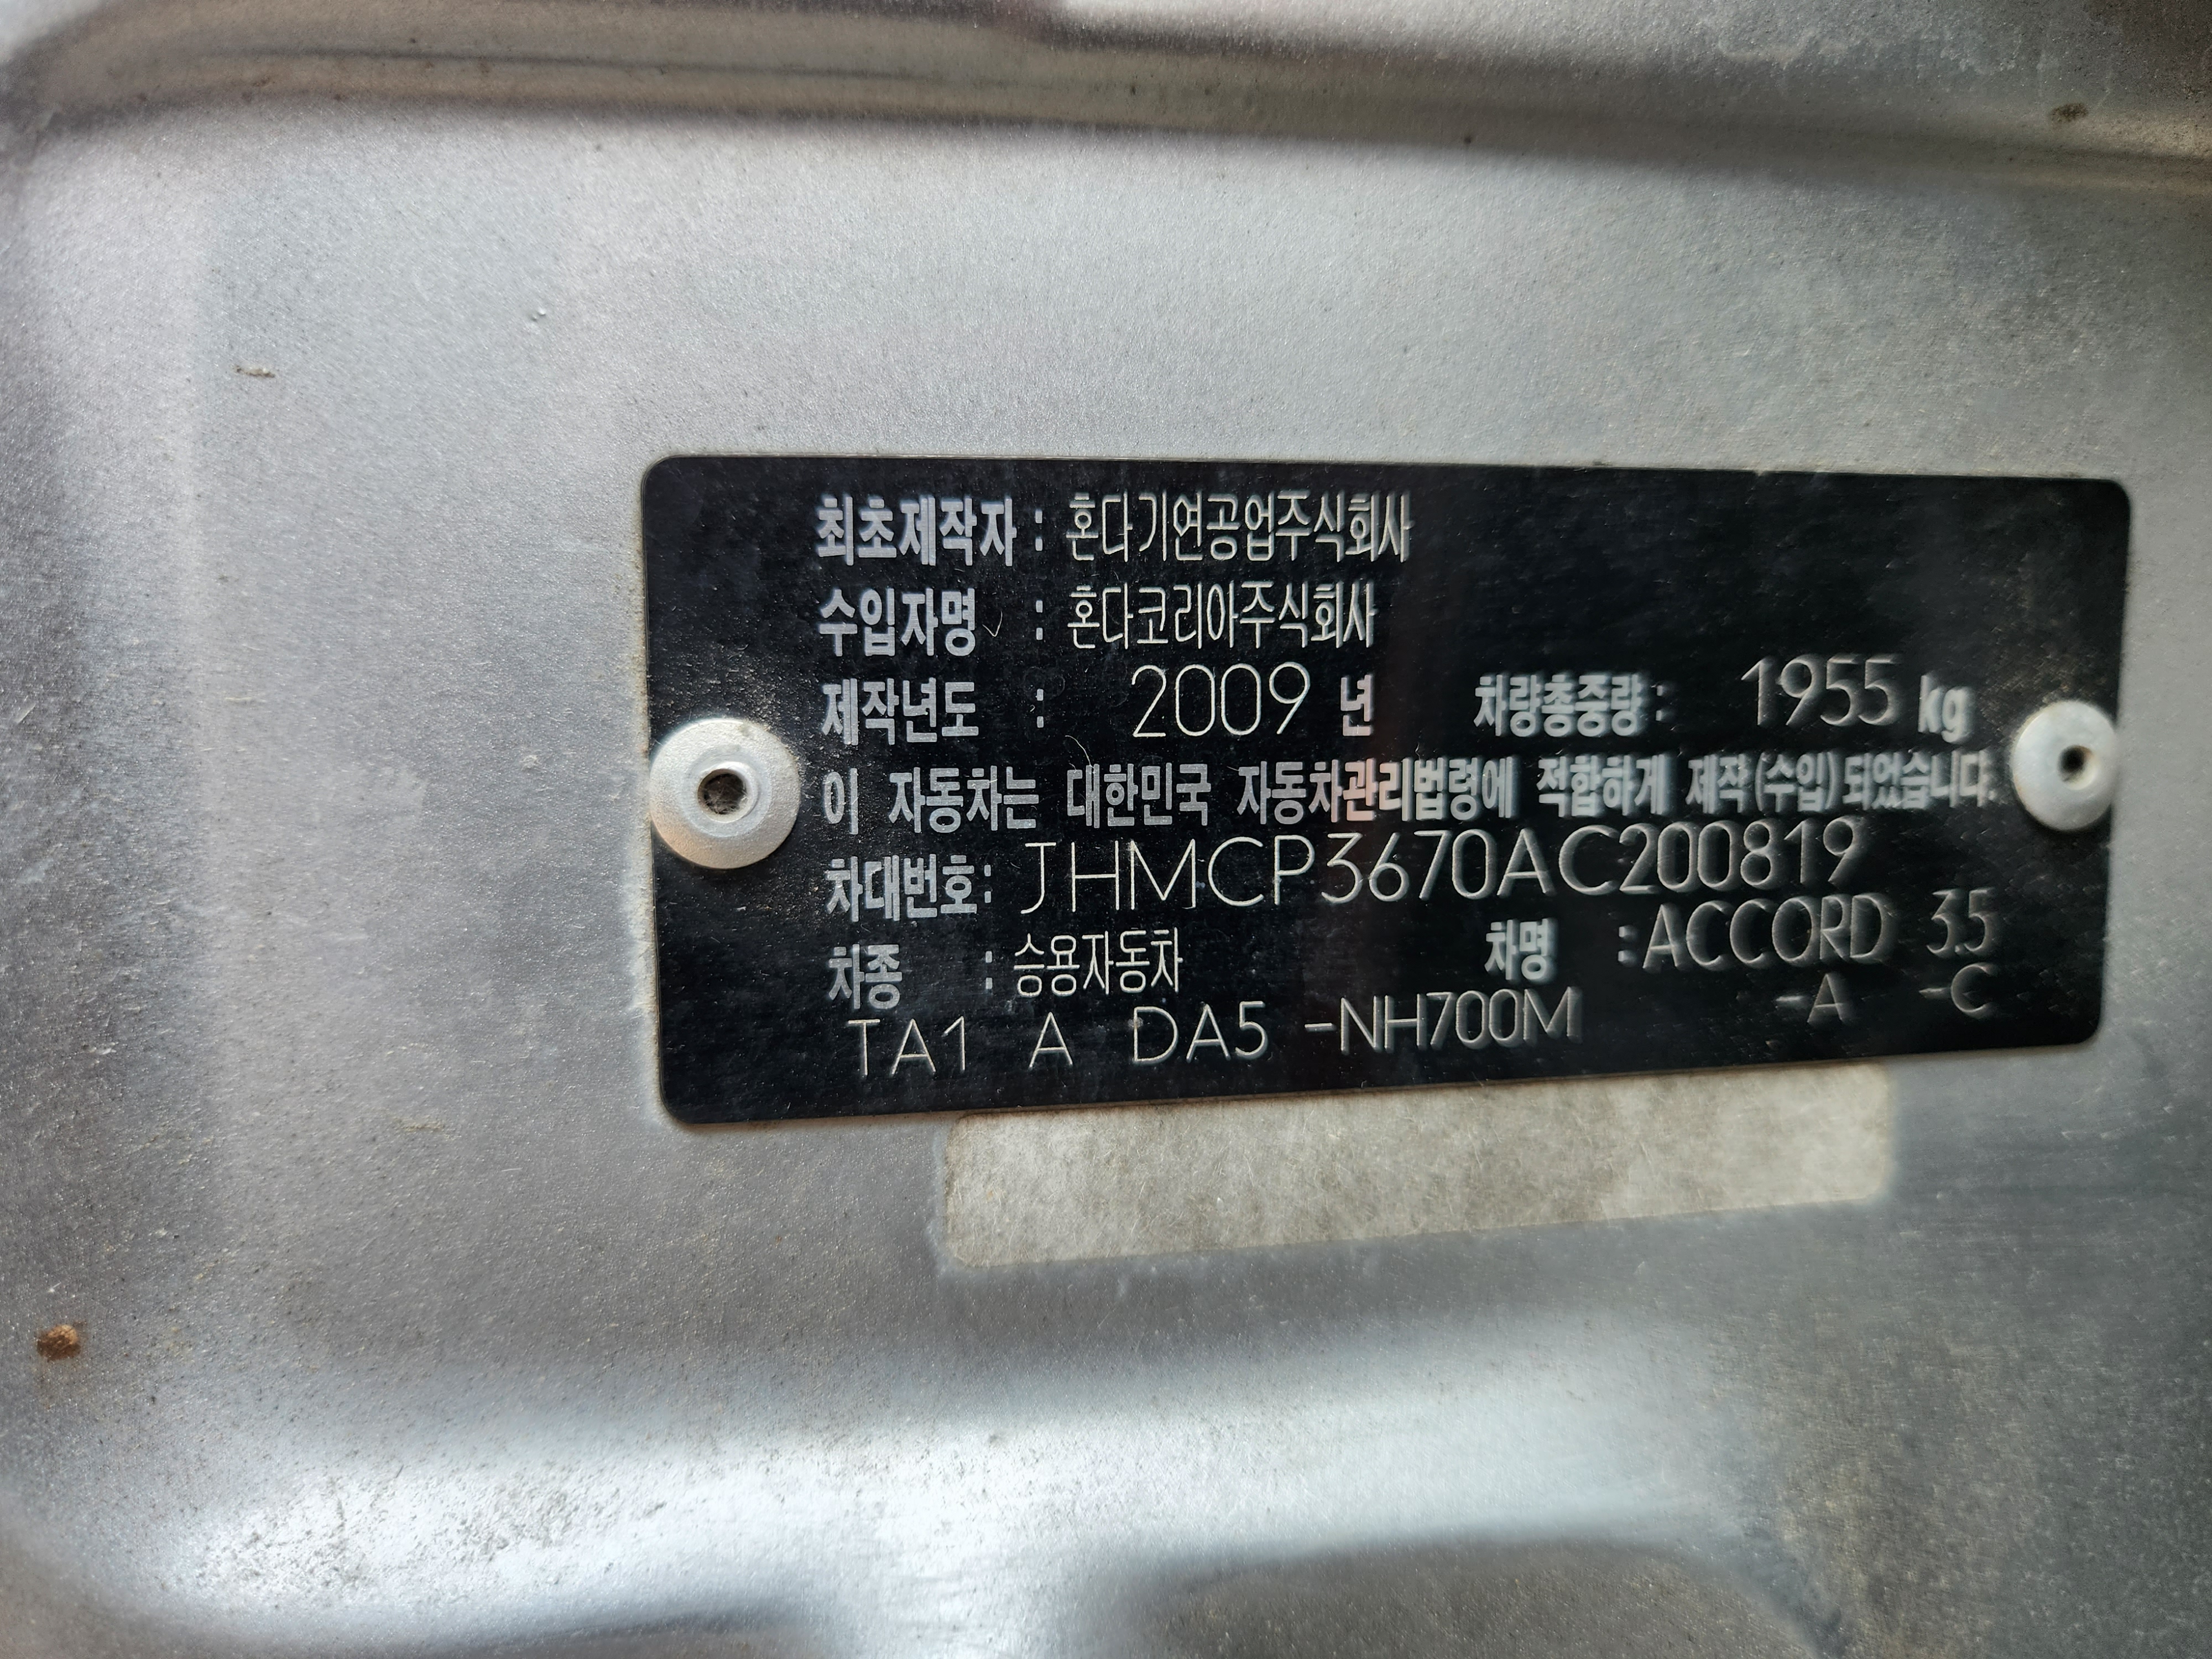 최초제작자 : 혼다기연공업주식회사
수입자명 : 혼다코리아주식회사
제작년도 : 2009 년 차량총중량 : 1955 kg
이 자동차는 대한민국 자동차관리법령에 적합하게 제작(수입)되었습니다.
차대번호: JHMCP3670AC200819
차종 : 승용자동차 차명 : ACCORD 3.5
TA1 A DA5 -NH700M -A -C